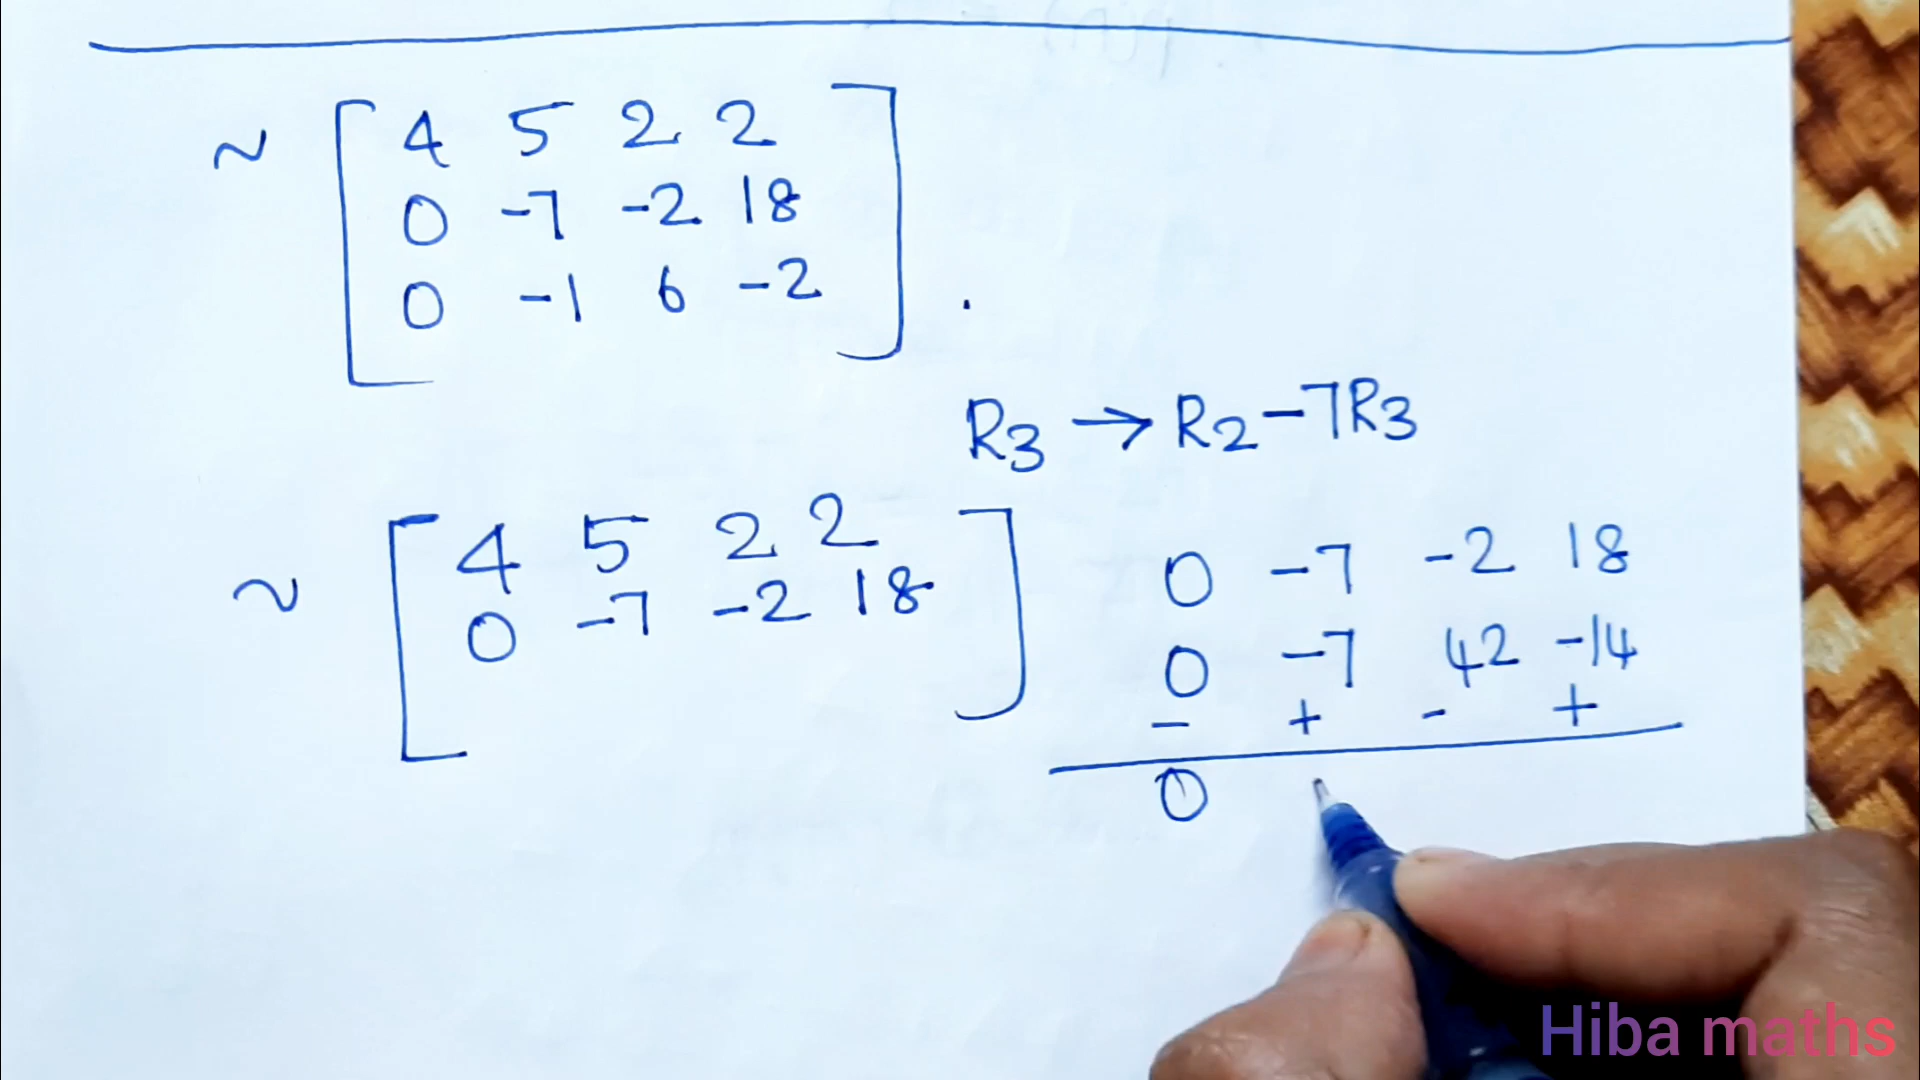 ~ [ 4 5 2 2
0 -7 -2 18
0 -1 6 -2 ] .
R3 → R2 - 7R3
~ [ 4 5 2 2
0 -7 -2 18 ]
0 -7 -2 18
0 -7 42 -14
- + - +
0
Hiba maths